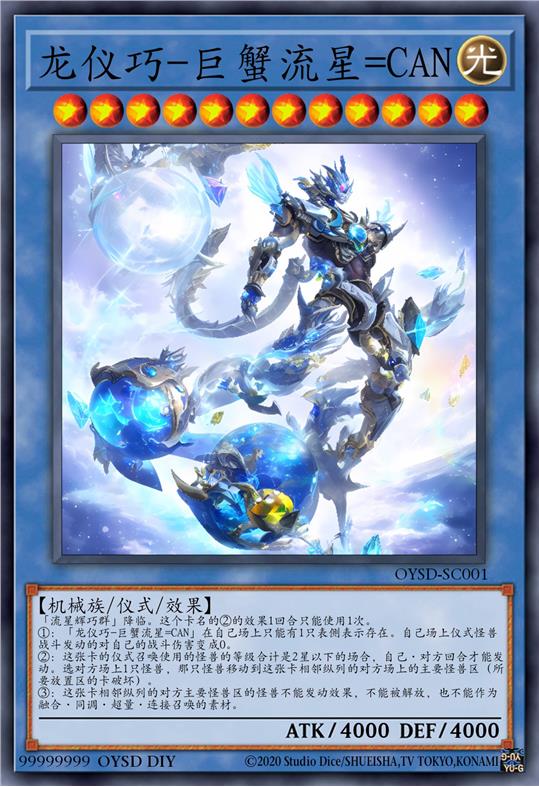 龙仪巧-巨蟹流星=CAN
光
OYSD-SC001
【机械族/仪式/效果】
「流星辉巧群」降临。这个卡名的②的效果1回合只能使用1次。
①：「龙仪巧-巨蟹流星=CAN」在自己场上只能有1只表侧表示存在。自己场上仪式怪兽
战斗发动的对自己的战斗伤害变成0。
②：这张卡的仪式召唤使用的怪兽的等级合计是2星以下的场合，自己·对方回合才能发
动。选对方场上1只怪兽，那只怪兽移动到这张卡相邻纵列的对方场上的主要怪兽区（所
要放置区的卡破坏）。
③：这张卡相邻纵列的对方主要怪兽区的怪兽不能发动效果，不能被解放，也不能作为
融合·同调·超量·连接召唤的素材。
ATK/4000 DEF/4000
99999999 OYSD DIY
©2020 Studio Dice/SHUEISHA,TV TOKYO,KONAMI